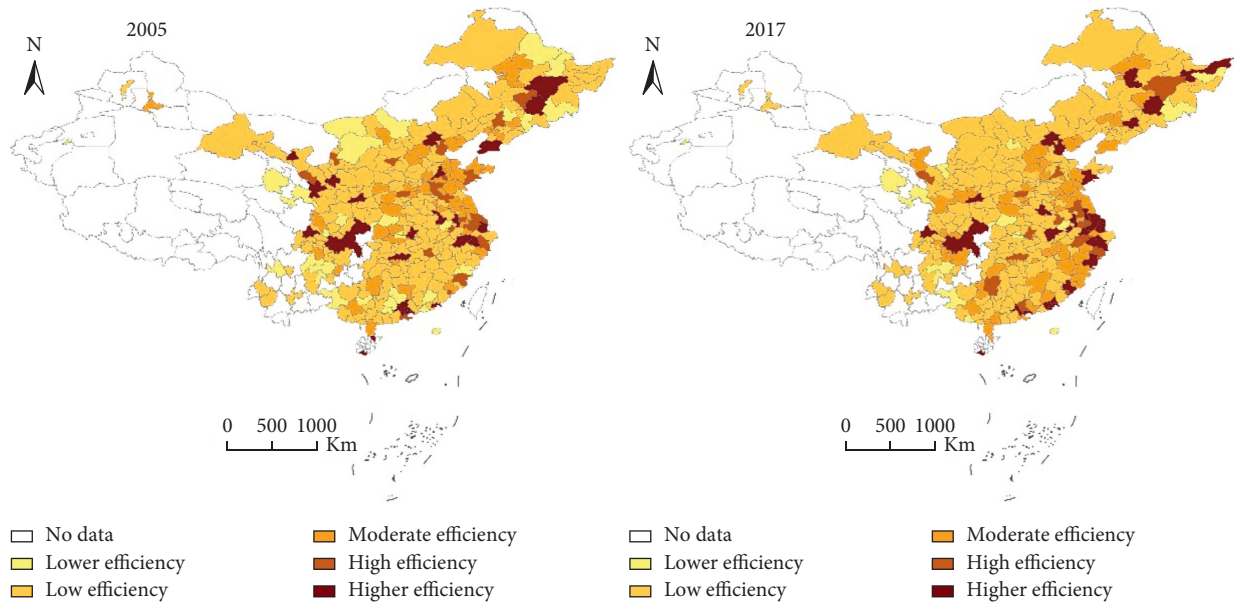 2005
N
0 500 1000
Km
No data
Lower efficiency
Low efficiency
Moderate efficiency
High efficiency
Higher efficiency
2017
N
0 500 1000
Km
No data
Lower efficiency
Low efficiency
Moderate efficiency
High efficiency
Higher efficiency